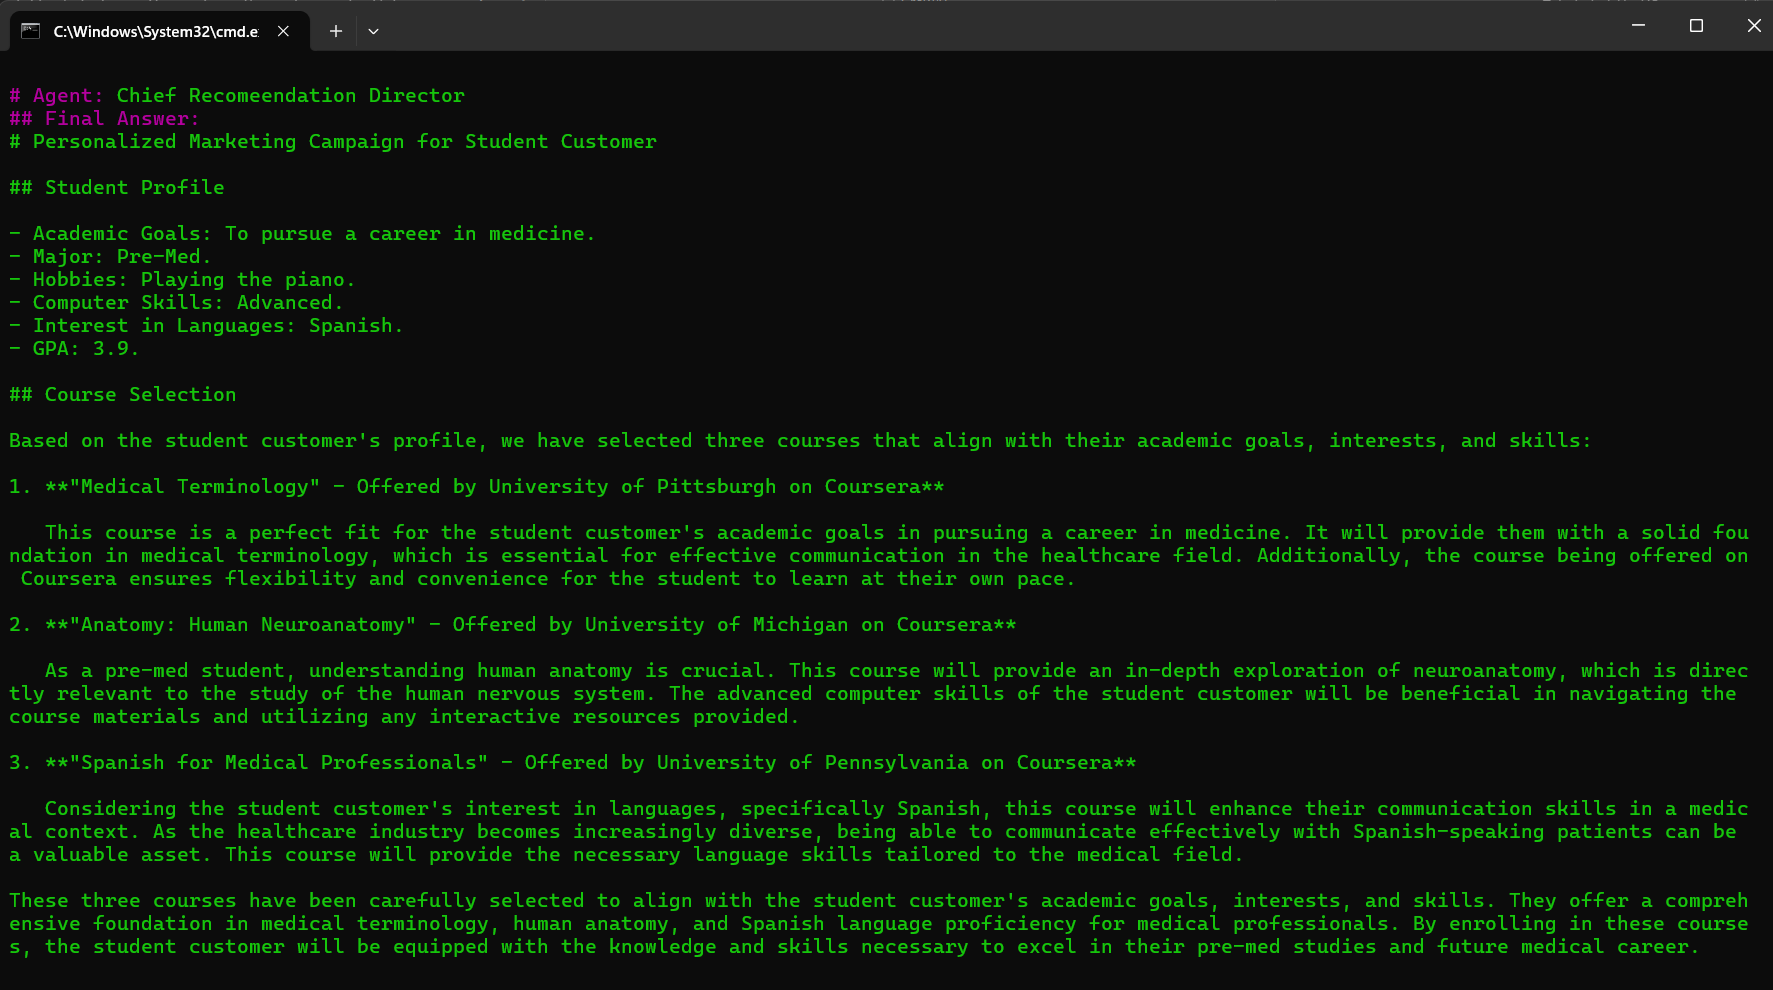 C:\Windows\System32\cmd.e
# Agent: Chief Recomeendation Director
## Final Answer:
# Personalized Marketing Campaign for Student Customer
## Student Profile
- Academic Goals: To pursue a career in medicine.
- Major: Pre-Med.
- Hobbies: Playing the piano.
- Computer Skills: Advanced.
- Interest in Languages: Spanish.
- GPA: 3.9.
## Course Selection
Based on the student customer's profile, we have selected three courses that align with their academic goals, interests, and skills:
1. **"Medical Terminology" - Offered by University of Pittsburgh on Coursera**
This course is a perfect fit for the student customer's academic goals in pursuing a career in medicine. It will provide them with a solid fou
ndation in medical terminology, which is essential for effective communication in the healthcare field. Additionally, the course being offered on
Coursera ensures flexibility and convenience for the student to learn at their own pace.
2. **"Anatomy: Human Neuroanatomy" - Offered by University of Michigan on Coursera**
As a pre-med student, understanding human anatomy is crucial. This course will provide an in-depth exploration of neuroanatomy, which is direc
tly relevant to the study of the human nervous system. The advanced computer skills of the student customer will be beneficial in navigating the
course materials and utilizing any interactive resources provided.
3. **"Spanish for Medical Professionals" - Offered by University of Pennsylvania on Coursera**
Considering the student customer's interest in languages, specifically Spanish, this course will enhance their communication skills in a medic
al context. As the healthcare industry becomes increasingly diverse, being able to communicate effectively with Spanish-speaking patients can be
a valuable asset. This course will provide the necessary language skills tailored to the medical field.
These three courses have been carefully selected to align with the student customer's academic goals, interests, and skills. They offer a compreh
ensive foundation in medical terminology, human anatomy, and Spanish language proficiency for medical professionals. By enrolling in these course
s, the student customer will be equipped with the knowledge and skills necessary to excel in their pre-med studies and future medical career.